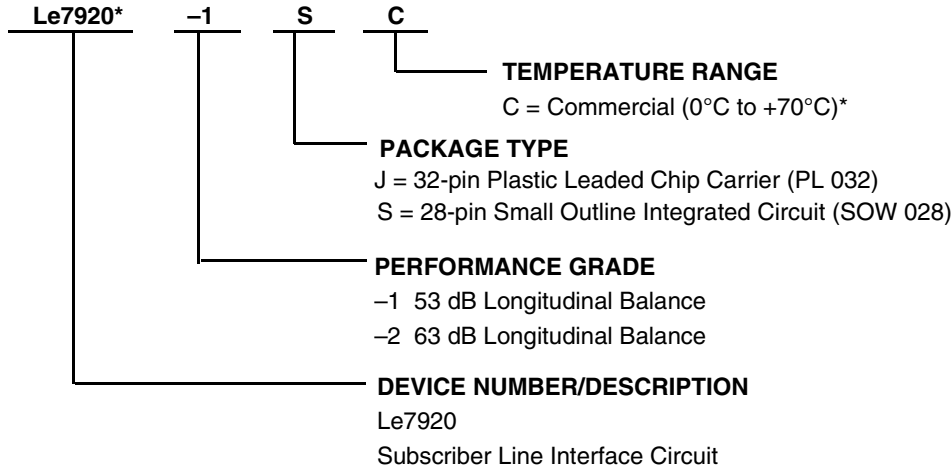 Le7920* –1 S C
TEMPERATURE RANGE
C = Commercial (0°C to +70°C)*
PACKAGE TYPE
J = 32-pin Plastic Leaded Chip Carrier (PL 032)
S = 28-pin Small Outline Integrated Circuit (SOW 028)
PERFORMANCE GRADE
–1 53 dB Longitudinal Balance
–2 63 dB Longitudinal Balance
DEVICE NUMBER/DESCRIPTION
Le7920
Subscriber Line Interface Circuit